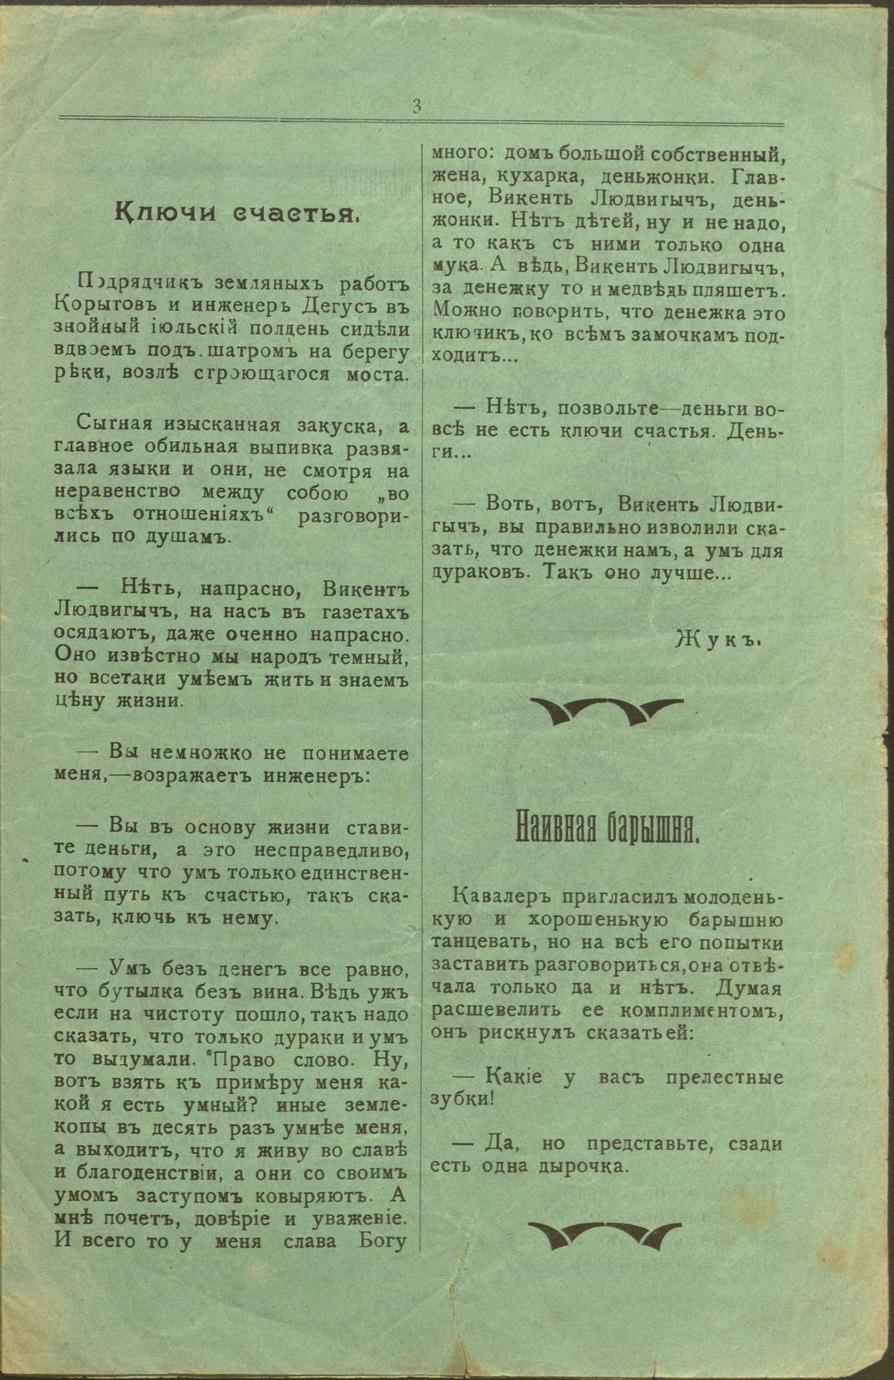 3
Ключи счастья.
Подрядчикъ земляныхъ работъ
Корытовъ и инженеръ Дегусъ въ
знойный іюльскій полдень сидѣли
вдвоемъ подъ шатромъ на берегу
рѣки, возлѣ строющагося моста.
Сытная изысканная закуска, а
главное обильная выпивка развя-
зала языки и они, не смотря на
неравенство между собою „во
всѣхъ отношеніяхъ“ разговори-
лись по душамъ.
— Нѣтъ, напрасно, Викентъ
Людвигычъ, на насъ въ газетахъ
осядаютъ, даже оченно напрасно.
Оно извѣстно мы народъ темный,
но всетаки умѣемъ жить и знаемъ
цѣну жизни.
— Вы немножко не понимаете
меня,—возражаетъ инженеръ:
— Вы въ основу жизни стави-
те деньги, а это несправедливо,
потому что умъ только единствен-
ный путь къ счастью, такъ ска-
зать, ключъ къ нему.
— Умъ безъ денегъ все равно,
что бутылка безъ вина. Вѣдь ужъ
если на чистоту пошло, такъ надо
сказать, что только дураки и умъ
то выдумали. Право слово. Ну,
вотъ взять къ примѣру меня ка-
кой я есть умный? иные земле-
копы въ десять разъ умнѣе меня,
а выходитъ, что я живу во славѣ
и благоденствіи, а они со своимъ
умомъ заступомъ ковыряютъ. А
мнѣ почетъ, довѣріе и уваженіе.
И всего то у меня слава Богу
много: домъ большой собственный,
жена, кухарка, деньжонки. Глав-
ное, Викенть Людвигычъ, день-
жонки. Нѣтъ дѣтей, ну и не надо,
а то какъ съ ними только одна
мука. А вѣдь, Викенть Людвигычъ,
за денежку то и медвѣдь пляшетъ.
Можно говорить, что денежка это
ключикъ, ко всѣмъ замочкамъ под-
ходитъ...
— Нѣтъ, позвольте—деньги во-
всѣ не есть ключи счастья. День-
ги...
— Воть, вотъ, Викенть Людви-
гычъ, вы правильно изволили ска-
зать, что денежки намъ, а умъ для
дураковъ. Такъ оно лучше...
Жукъ.
Наивная барышня.
Кавалеръ пригласилъ молодень-
кую и хорошенькую барышню
танцевать, но на всѣ его попытки
заставить разговориться, она отвѣ-
чала только да и нѣтъ. Думая
расшевелить ее комплиментомъ,
онъ рискнулъ сказать ей:
— Какіе у васъ прелестные
зубки!
— Да, но представьте, сзади
есть одна дырочка.